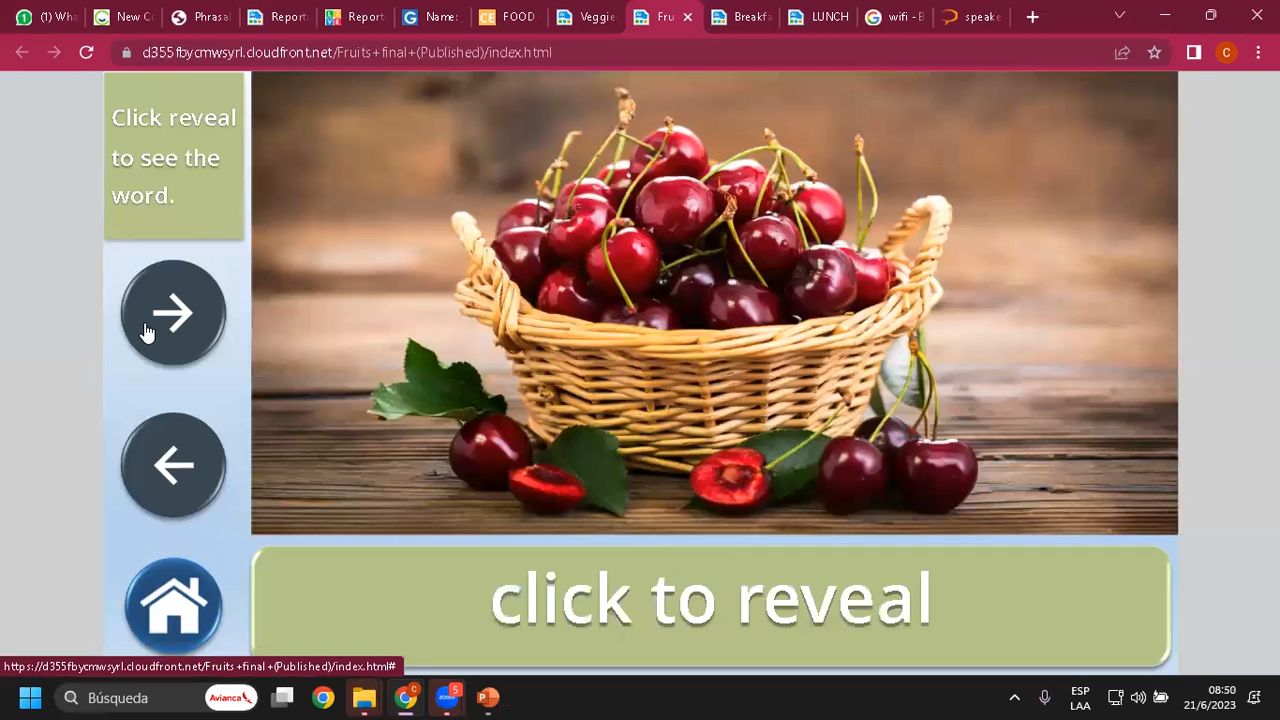 (1) Wha
New C
Phrasal
Report
Report
Name:
FOOD
Veggie
Fru
Breakfa
LUNCH
wifi - B
speake
d355fbycmwsyrl.cloudfront.net/Fruits+final+(Published)/index.html
C
Click reveal
to see the
word.
click to reveal
https://d355fbycmwsyrl.cloudfront.net/Fruits+final+(Published)/index.html#
Búsqueda
Avianca
C
zoom
5
P
ESP
LAA
08:50
21/6/2023